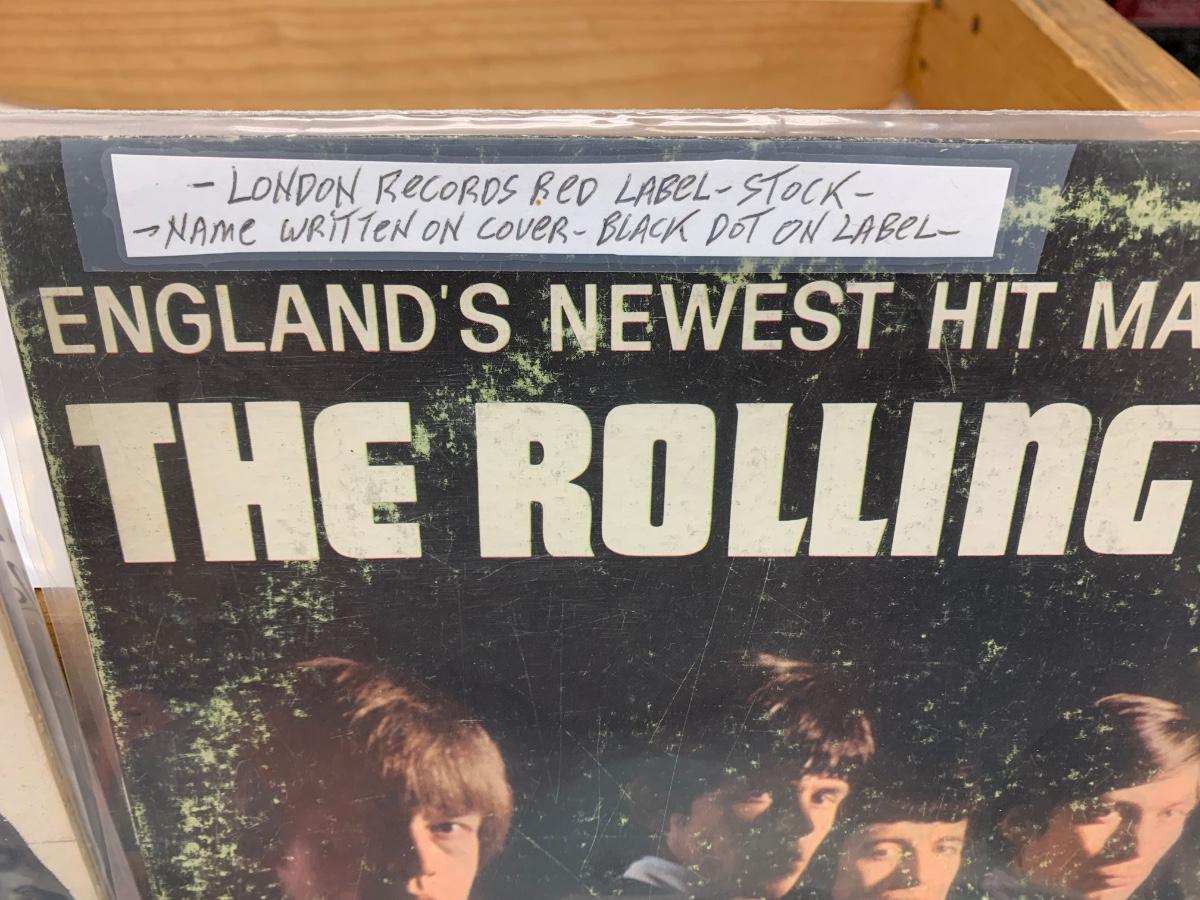 - LONDON RECORDS RED LABEL - STOCK -
- NAME WRITTEN ON COVER - BLACK DOT ON LABEL -
ENGLAND'S NEWEST HIT MA
THE ROLLING